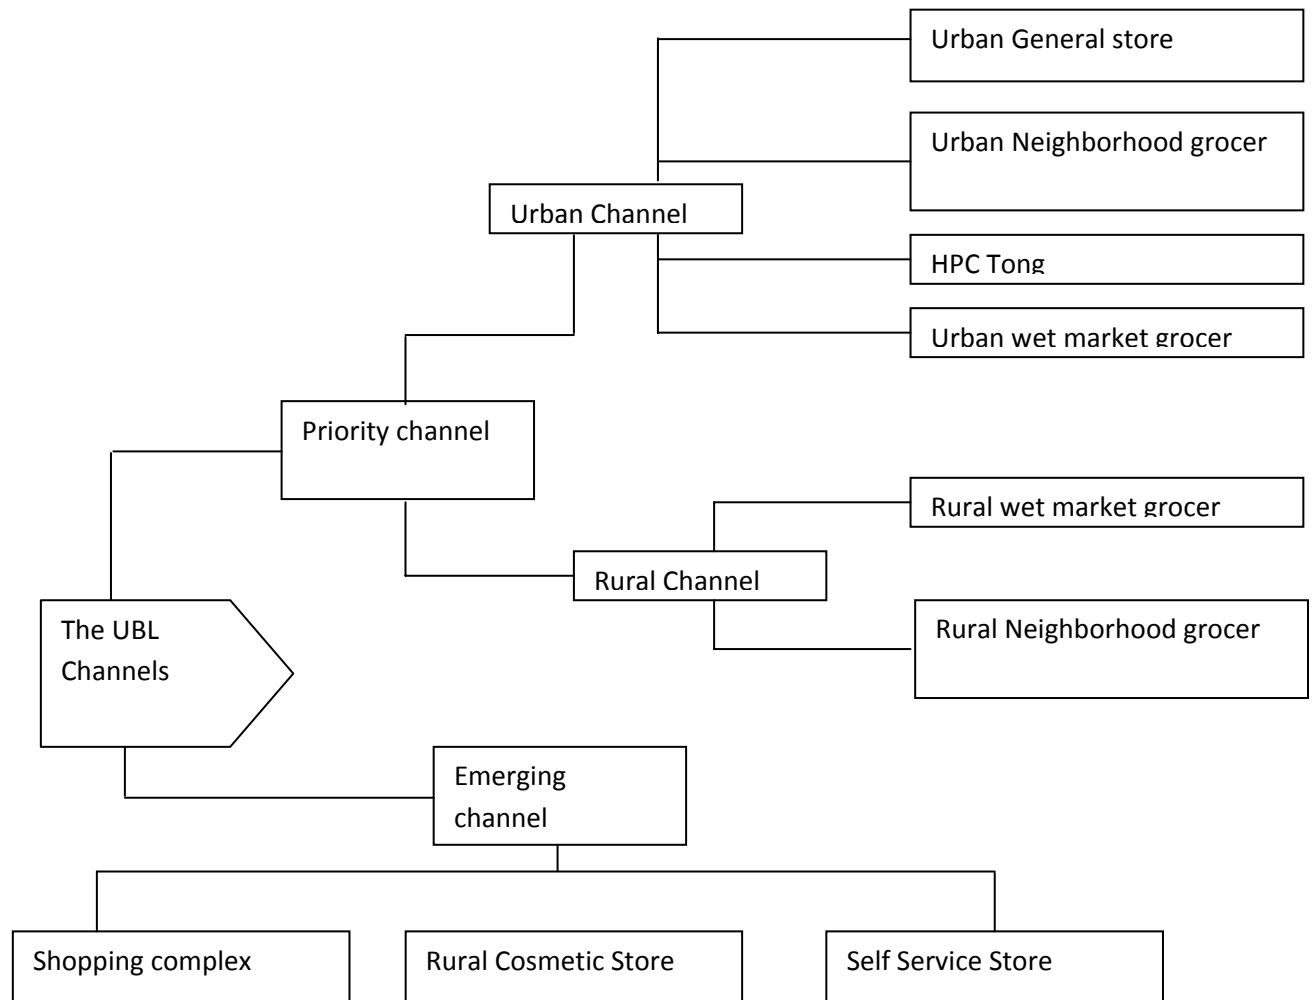 Urban General store
Urban Neighborhood grocer
Urban Channel
HPC Tong
Urban wet market grocer
Priority channel
Rural wet market grocer
Rural Channel
Rural Neighborhood grocer
The UBL
Channels
Emerging
channel
Shopping complex
Rural Cosmetic Store
Self Service Store